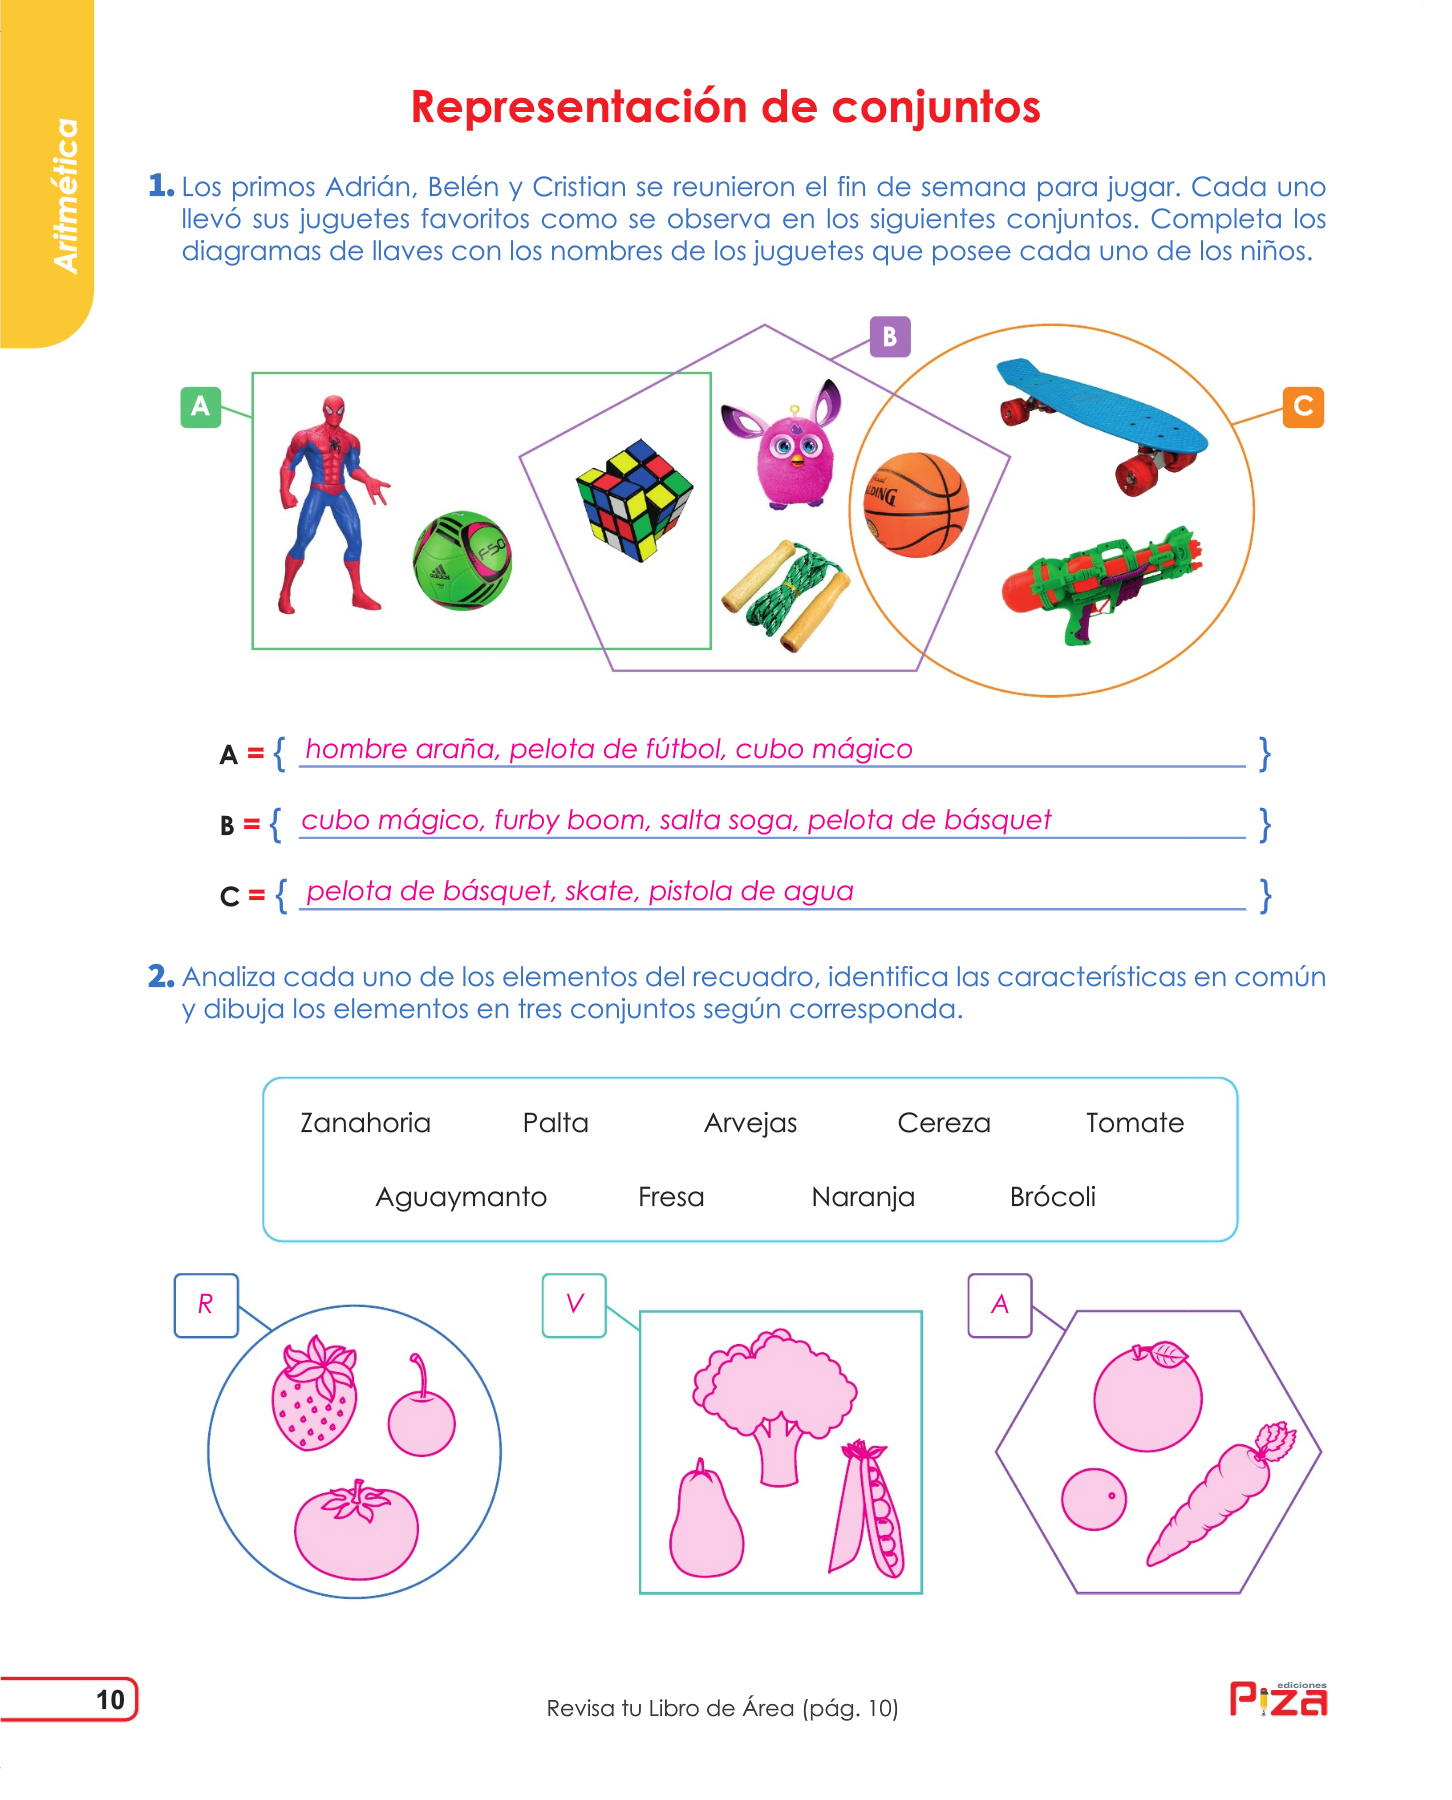 Aritmética
Representación de conjuntos
1. Los primos Adrián, Belén y Cristian se reunieron el fin de semana para jugar. Cada uno
llevó sus juguetes favoritos como se observa en los siguientes conjuntos. Completa los
diagramas de llaves con los nombres de los juguetes que posee cada uno de los niños.
A
B
C
F-50
adidas
LDING
A = { hombre araña, pelota de fútbol, cubo mágico }
B = { cubo mágico, furby boom, salta soga, pelota de básquet }
C = { pelota de básquet, skate, pistola de agua }
2. Analiza cada uno de los elementos del recuadro, identifica las características en común
y dibuja los elementos en tres conjuntos según corresponda.
Zanahoria Palta Arvejas Cereza Tomate
Aguaymanto Fresa Naranja Brócoli
R
V
A
10
Revisa tu Libro de Área (pág. 10)
ediciones
Piza